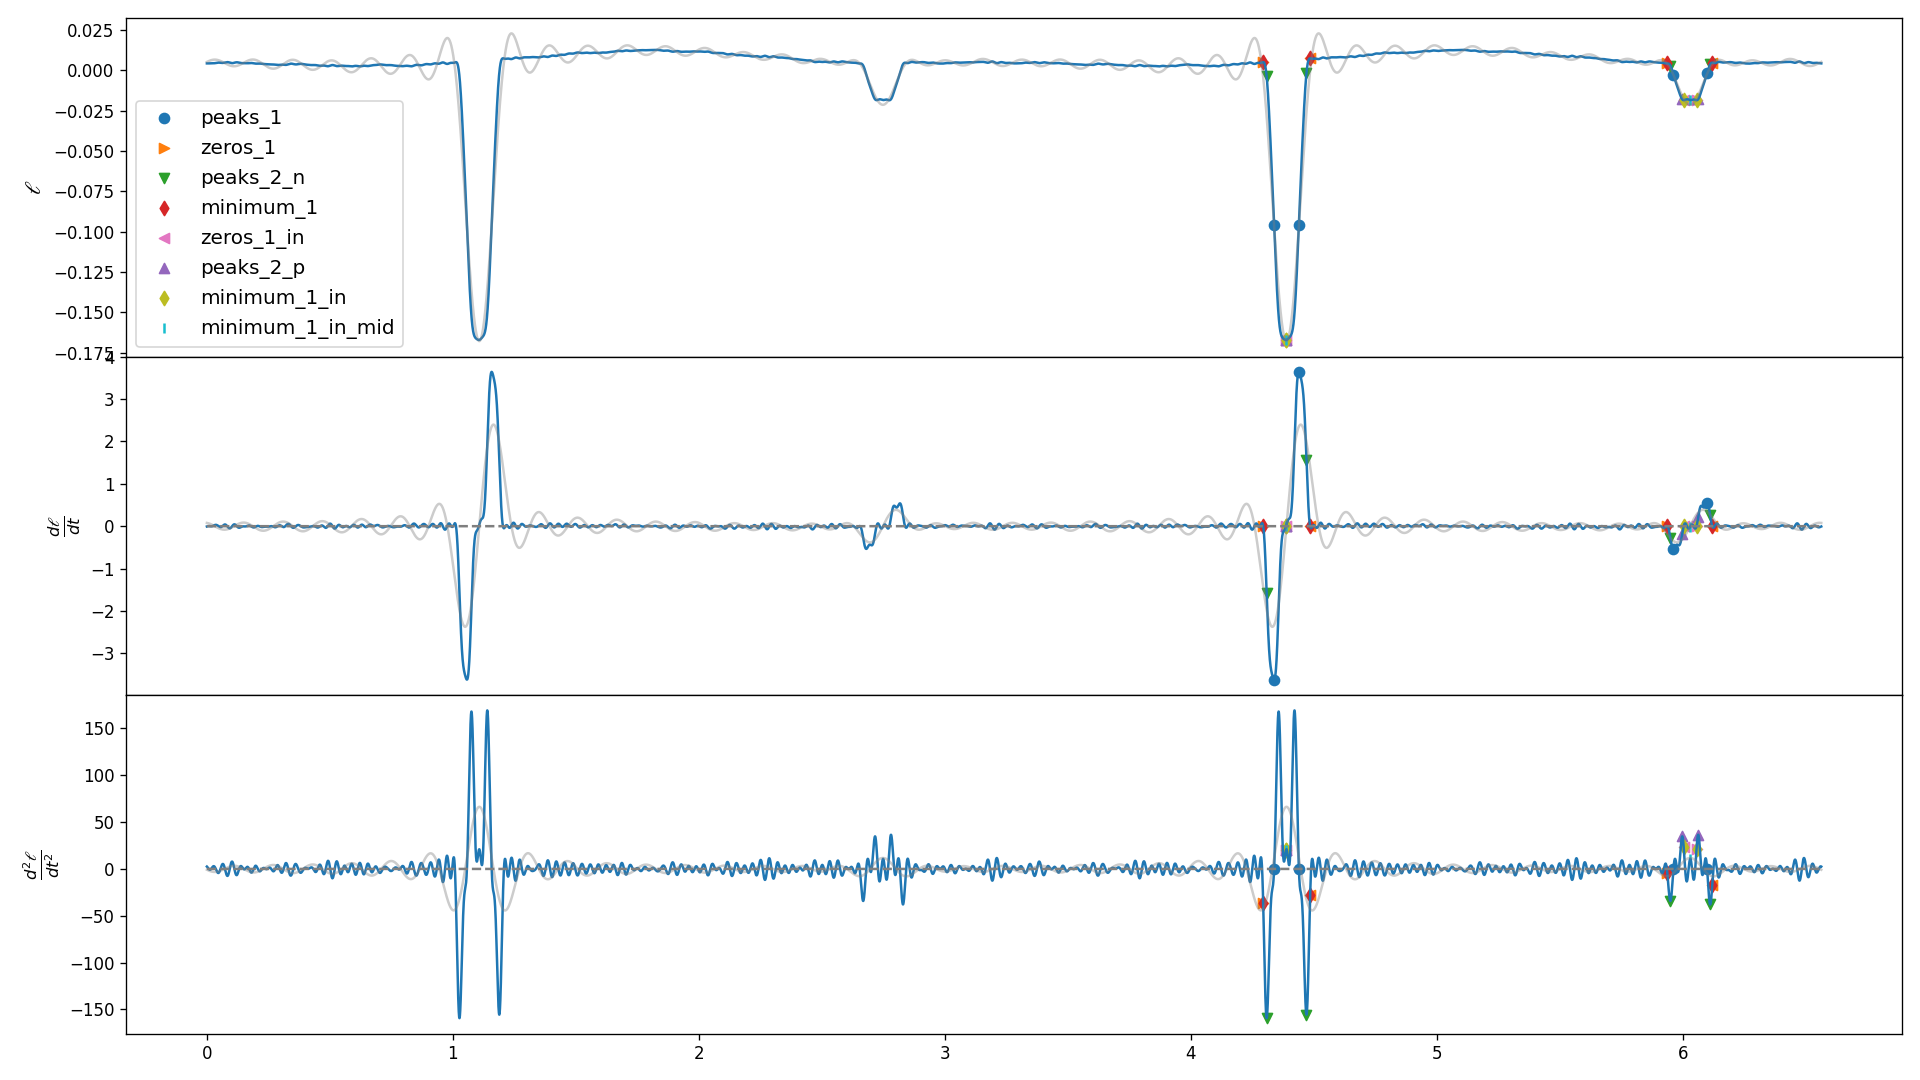 0.025
0.000
−0.025
−0.050
−0.075
−0.100
−0.125
−0.150
−0.175
ℓ
peaks_1
zeros_1
peaks_2_n
minimum_1
zeros_1_in
peaks_2_p
minimum_1_in
minimum_1_in_mid
4
3
2
1
0
−1
−2
−3
dℓ
dt
150
100
50
0
−50
−100
−150
d²ℓ
dt²
0 1 2 3 4 5 6